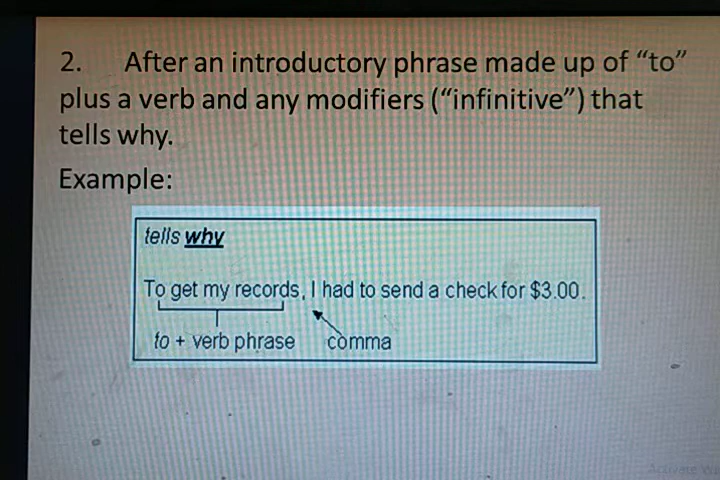 2. After an introductory phrase made up of “to”
plus a verb and any modifiers (“infinitive”) that
tells why.
Example:
tells why
To get my records, I had to send a check for $3.00.
to + verb phrase comma
Activate